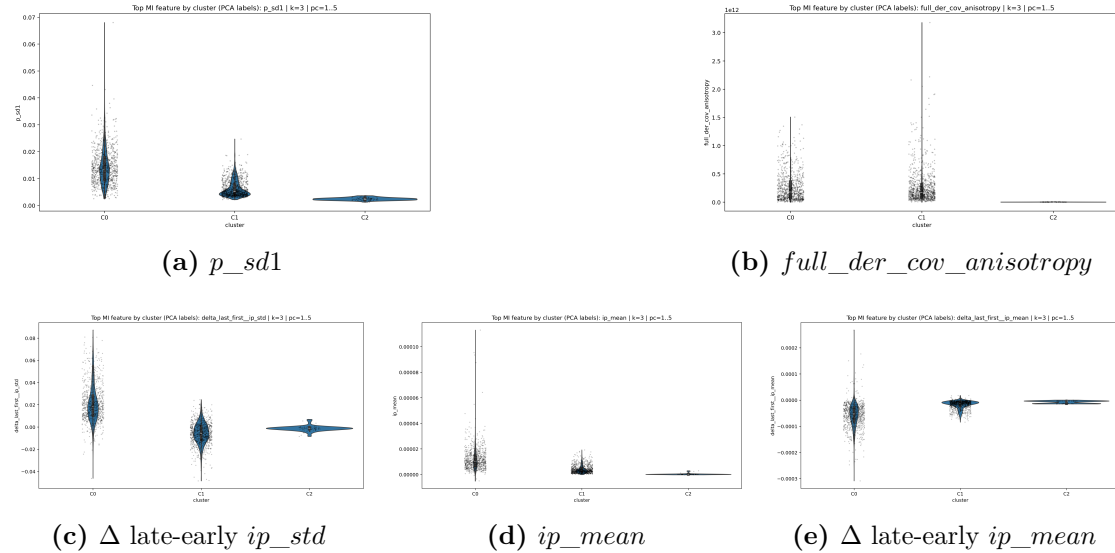 Top MI feature by cluster (PCA labels): p_sd1 | k=3 | pc=1..5
0.07
0.06
0.05
0.04
0.03
0.02
0.01
0.00
p_sd1
C0 C1 C2
cluster
(a) p_sd1
Top MI feature by cluster (PCA labels): full_der_cov_anisotropy | k=3 | pc=1..5
1e12
3.0
2.5
2.0
1.5
1.0
0.5
0.0
full_der_cov_anisotropy
C0 C1 C2
cluster
(b) full_der_cov_anisotropy
Top MI feature by cluster (PCA labels): delta_last_first__ip_std | k=3 | pc=1..5
0.08
0.06
0.04
0.02
0.00
−0.02
−0.04
delta_last_first__ip_std
C0 C1 C2
cluster
(c) Δ late-early ip_std
Top MI feature by cluster (PCA labels): ip_mean | k=3 | pc=1..5
0.00010
0.00008
0.00006
0.00004
0.00002
0.00000
ip_mean
C0 C1 C2
cluster
(d) ip_mean
Top MI feature by cluster (PCA labels): delta_last_first__ip_mean | k=3 | pc=1..5
0.0002
0.0001
0.0000
−0.0001
−0.0002
−0.0003
delta_last_first__ip_mean
C0 C1 C2
cluster
(e) Δ late-early ip_mean